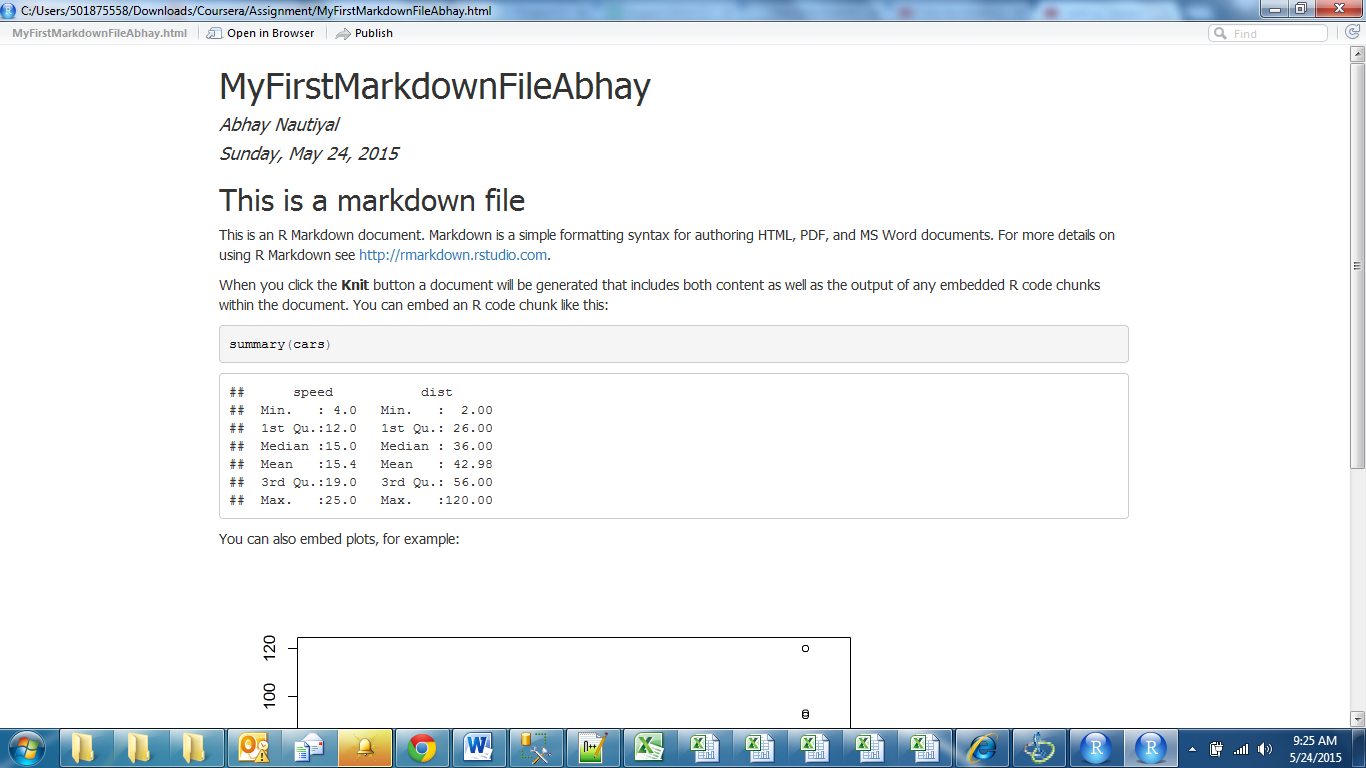 C:/Users/501875558/Downloads/Coursera/Assignment/MyFirstMarkdownFileAbhay.html
MyFirstMarkdownFileAbhay.html Open in Browser Publish Find
MyFirstMarkdownFileAbhay
Abhay Nautiyal
Sunday, May 24, 2015
This is a markdown file
This is an R Markdown document. Markdown is a simple formatting syntax for authoring HTML, PDF, and MS Word documents. For more details on
using R Markdown see http://rmarkdown.rstudio.com.
When you click the Knit button a document will be generated that includes both content as well as the output of any embedded R code chunks
within the document. You can embed an R code chunk like this:
summary(cars)
##      speed           dist
##  Min.   : 4.0   Min.   :  2.00
##  1st Qu.:12.0   1st Qu.: 26.00
##  Median :15.0   Median : 36.00
##  Mean   :15.4   Mean   : 42.98
##  3rd Qu.:19.0   3rd Qu.: 56.00
##  Max.   :25.0   Max.   :120.00
You can also embed plots, for example:
120
100
9:25 AM
5/24/2015